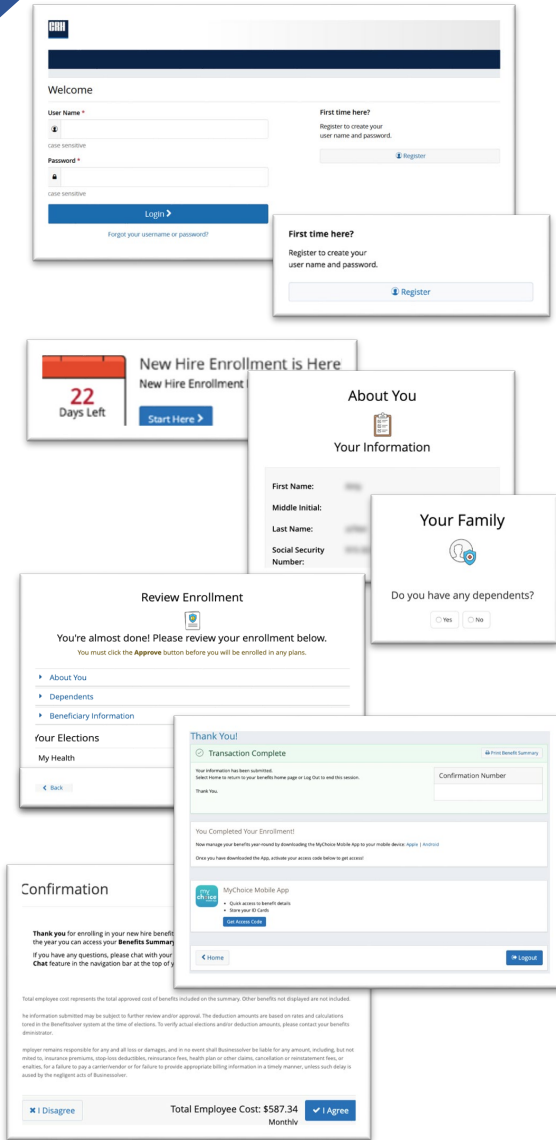 CRH
Welcome
User Name *
case sensitive
Password *
case sensitive
Login
Forgot your username or password?
First time here?
Register to create your
user name and password.
Register
First time here?
Register to create your
user name and password.
Register
22
Days Left
New Hire Enrollment is Here
New Hire Enrollment
Start Here
About You
Your Information
First Name:
Middle Initial:
Last Name:
Social Security
Number:
Your Family
Do you have any dependents?
Yes No
Review Enrollment
You're almost done! Please review your enrollment below.
You must click the Approve button before you will be enrolled in any plans.
About You
Dependents
Beneficiary Information
Your Elections
My Health
Back
Thank You!
Transaction Complete
Print Benefit Summary
Your information has been submitted.
Select Home to return to your benefits home page or Log Out to end this session.
Thank You.
Confirmation Number
You Completed Your Enrollment!
Now manage your benefits year-round by downloading the MyChoice Mobile App to your mobile device: Apple | Android
Once you have downloaded the App, activate your access code below to get access!
my choice
MyChoice Mobile App
• Quick access to benefit details
• Store your ID Cards
Get Access Code
Home
Logout
Confirmation
Thank you for enrolling in your new hire benefit
the year you can access your Benefits Summary
If you have any questions, please chat with your
Chat feature in the navigation bar at the top of y
Total employee cost represents the total approved cost of benefits included on the summary. Other benefits not displayed are not included.
he information submitted may be subject to further review and/or approval. The deduction amounts are based on rates and calculations
tored in the Benefitsolver system at the time of elections. To verify actual elections and/or deduction amounts, please contact your benefits
dministrator.
mployer remains responsible for any and all loss or damages, and in no event shall Businessolver be liable for any amount, including, but not
mited to, insurance premiums, stop-loss deductibles, reinsurance fees, health plan or other claims, cancellation or reinstatement fees, or
enalties, for a failure to pay a carrier/vendor or for failure to provide appropriate billing information in a timely manner, unless such delay is
aused by the negligent acts of Businessolver.
I Disagree
Total Employee Cost: $587.34
Monthly
I Agree